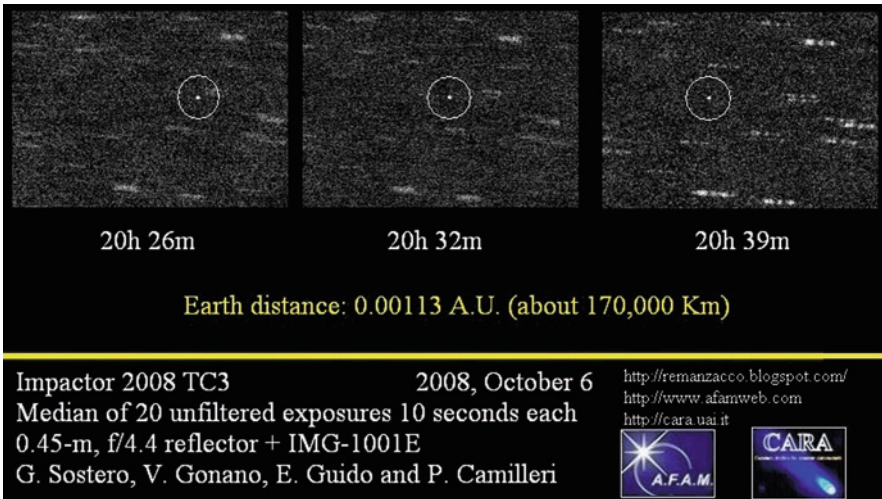 20h 26m
20h 32m
20h 39m
Earth distance: 0.00113 A.U. (about 170,000 Km)
Impactor 2008 TC3 2008, October 6
Median of 20 unfiltered exposures 10 seconds each
0.45-m, f/4.4 reflector + IMG-1001E
G. Sostero, V. Gonano, E. Guido and P. Camilleri
http://remanzacco.blogspot.com/
http://www.afamweb.com
http://cara.uai.it
A.F.A.M.
CARA